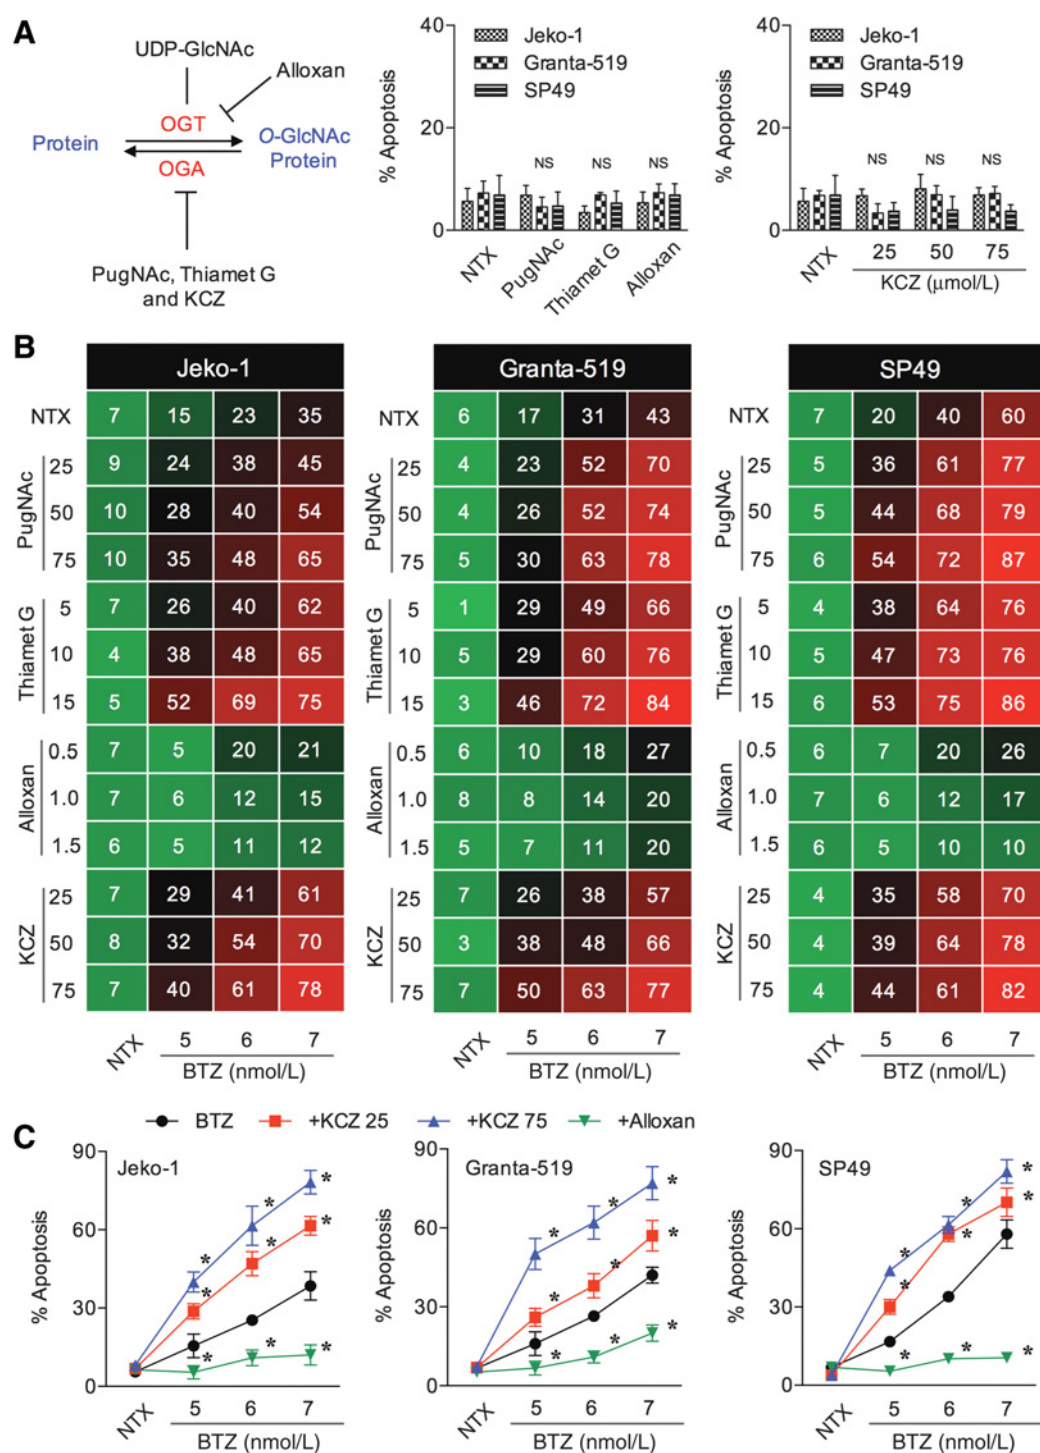 A
UDP-GlcNAc
Alloxan
OGT
Protein
O-GlcNAc
Protein
OGA
PugNAc, Thiamet G
and KCZ
40
20
0
% Apoptosis
Jeko-1
Granta-519
SP49
NS NS NS
NTX PugNAc Thiamet G Alloxan
40
20
0
% Apoptosis
Jeko-1
Granta-519
SP49
NS NS NS
NTX 25 50 75
KCZ (μmol/L)
B
Jeko-1
NTX 7 15 23 35
PugNAc
25 9 24 38 45
50 10 28 40 54
75 10 35 48 65
Thiamet G
5 7 26 40 62
10 4 38 48 65
15 5 52 69 75
Alloxan
0.5 7 5 20 21
1.0 7 6 12 15
1.5 6 5 11 12
KCZ
25 7 29 41 61
50 8 32 54 70
75 7 40 61 78
NTX 5 6 7
BTZ (nmol/L)
Granta-519
NTX 6 17 31 43
PugNAc
25 4 23 52 70
50 4 26 52 74
75 5 30 63 78
Thiamet G
5 1 29 49 66
10 5 29 60 76
15 3 46 72 84
Alloxan
0.5 6 10 18 27
1.0 8 8 14 20
1.5 5 7 11 20
KCZ
25 7 26 38 57
50 3 38 48 66
75 7 50 63 77
NTX 5 6 7
BTZ (nmol/L)
SP49
NTX 7 20 40 60
PugNAc
25 5 36 61 77
50 5 44 68 79
75 6 54 72 87
Thiamet G
5 4 38 64 76
10 5 47 73 76
15 6 53 75 86
Alloxan
0.5 6 7 20 26
1.0 7 6 12 17
1.5 6 5 10 10
KCZ
25 4 35 58 70
50 4 39 64 78
75 4 44 61 82
NTX 5 6 7
BTZ (nmol/L)
C
BTZ +KCZ 25 +KCZ 75 +Alloxan
90
60
30
0
% Apoptosis
Jeko-1
* * *
* * *
* * *
NTX 5 6 7
BTZ (nmol/L)
90
60
30
0
% Apoptosis
Granta-519
* * *
* * *
* * *
NTX 5 6 7
BTZ (nmol/L)
90
60
30
0
% Apoptosis
SP49
* * *
* * *
* * *
NTX 5 6 7
BTZ (nmol/L)